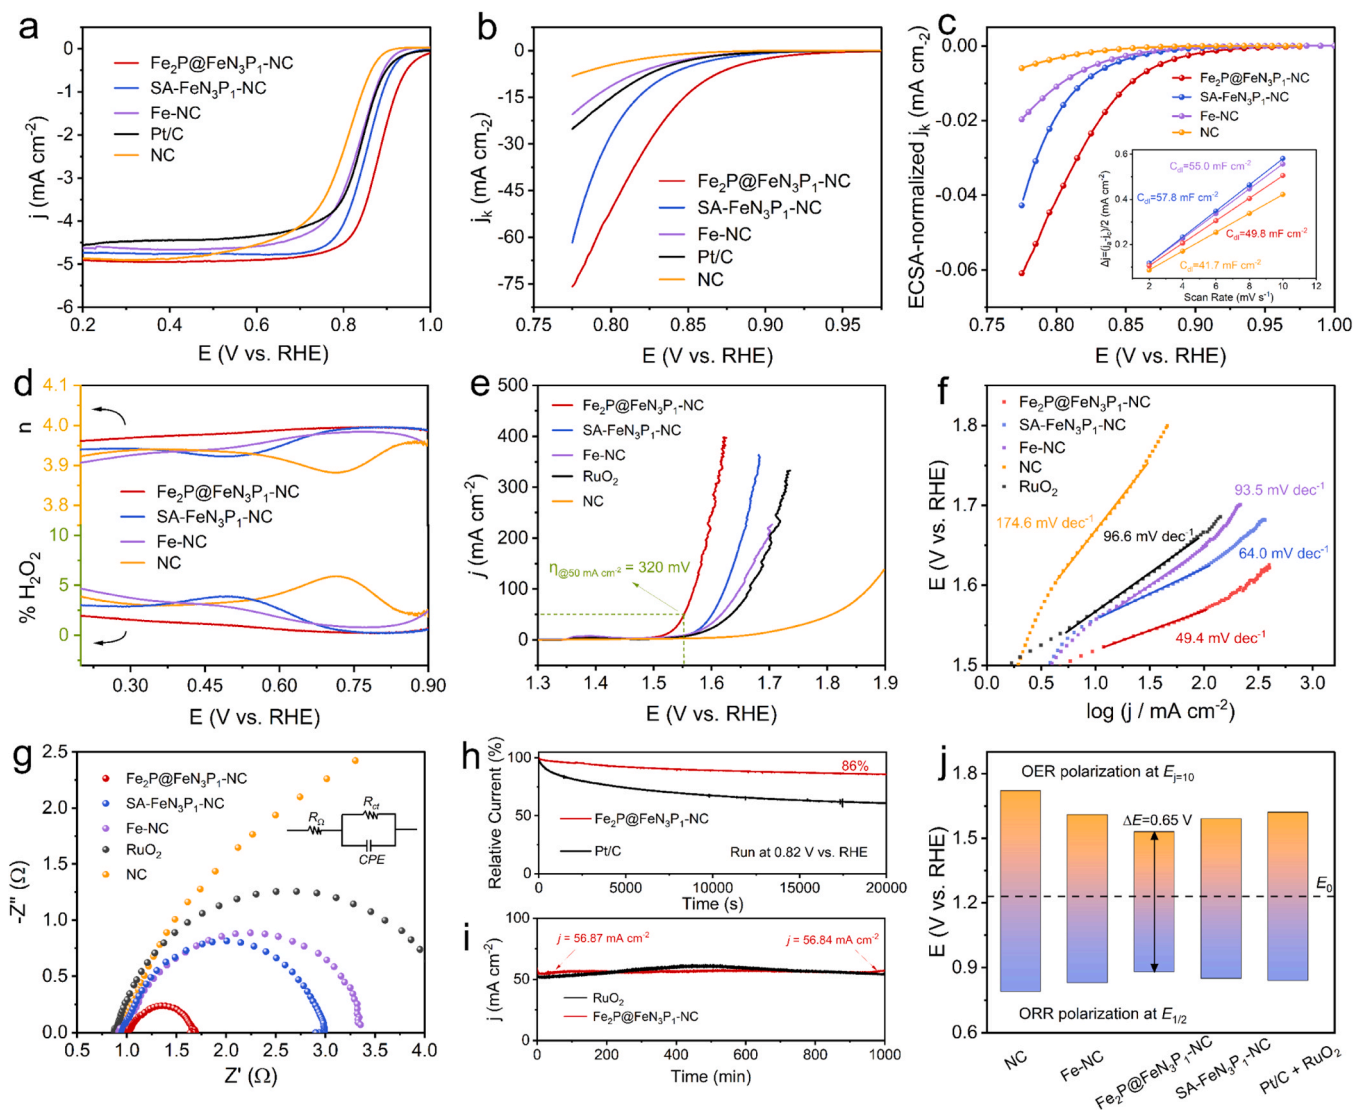 a
0
-1
-2
-3
-4
-5
-6
0.2 0.4 0.6 0.8 1.0
j (mA cm-2)
E (V vs. RHE)
Fe2P@FeN3P1-NC
SA-FeN3P1-NC
Fe-NC
Pt/C
NC
b
0
-15
-30
-45
-60
-75
0.80 0.85 0.90 0.95
jk (mA cm-2)
E (V vs. RHE)
Fe2P@FeN3P1-NC
SA-FeN3P1-NC
Fe-NC
Pt/C
NC
c
0.00
-0.02
-0.04
-0.06
0.75 0.80 0.85 0.90 0.95 1.00
ECSA-normalized jk (mA cm-2)
E (V vs. RHE)
Fe2P@FeN3P1-NC
SA-FeN3P1-NC
Fe-NC
NC
0.6
0.4
0.2
2 4 6 8 10 12
Δj=(ja-jc)/2 (mA cm-2)
Scan Rate (mV s-1)
Cdl=55.0 mF cm-2
Cdl=57.8 mF cm-2
Cdl=49.8 mF cm-2
Cdl=41.7 mF cm-2
d
4.1
4.0
3.9
3.8
10
5
0
n
% H2O2
0.30 0.45 0.60 0.75 0.90
E (V vs. RHE)
Fe2P@FeN3P1-NC
SA-FeN3P1-NC
Fe-NC
NC
e
500
400
300
200
100
0
1.3 1.4 1.5 1.6 1.7 1.8 1.9
j (mA cm-2)
E (V vs. RHE)
Fe2P@FeN3P1-NC
SA-FeN3P1-NC
Fe-NC
RuO2
NC
η@50 mA cm-2 = 320 mV
f
1.8
1.7
1.6
1.5
0.0 0.5 1.0 1.5 2.0 2.5 3.0
E (V vs. RHE)
log (j / mA cm-2)
Fe2P@FeN3P1-NC
SA-FeN3P1-NC
Fe-NC
NC
RuO2
174.6 mV dec-1
93.5 mV dec-1
96.6 mV dec-1
64.0 mV dec-1
49.4 mV dec-1
g
2.5
2.0
1.5
1.0
0.5
0.0
0.5 1.0 1.5 2.0 2.5 3.0 3.5 4.0
-Z" (Ω)
Z' (Ω)
Fe2P@FeN3P1-NC
SA-FeN3P1-NC
Fe-NC
RuO2
NC
RΩ
Rct
CPE
h
100
50
0
0 5000 10000 15000 20000
Relative Current (%)
Time (s)
86%
Fe2P@FeN3P1-NC
Pt/C
Run at 0.82 V vs. RHE
i
100
50
0
0 200 400 600 800 1000
j (mA cm-2)
Time (min)
j = 56.87 mA cm-2
j = 56.84 mA cm-2
RuO2
Fe2P@FeN3P1-NC
j
1.8
1.5
1.2
0.9
0.6
E (V vs. RHE)
OER polarization at Ej=10
ΔE=0.65 V
E0
ORR polarization at E1/2
NC
Fe-NC
Fe2P@FeN3P1-NC
SA-FeN3P1-NC
Pt/C + RuO2